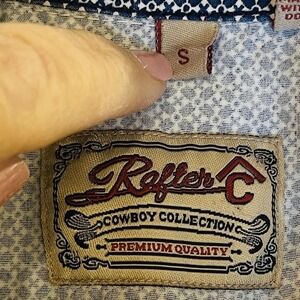 S
Rafter C
COWBOY COLLECTION
PREMIUM QUALITY